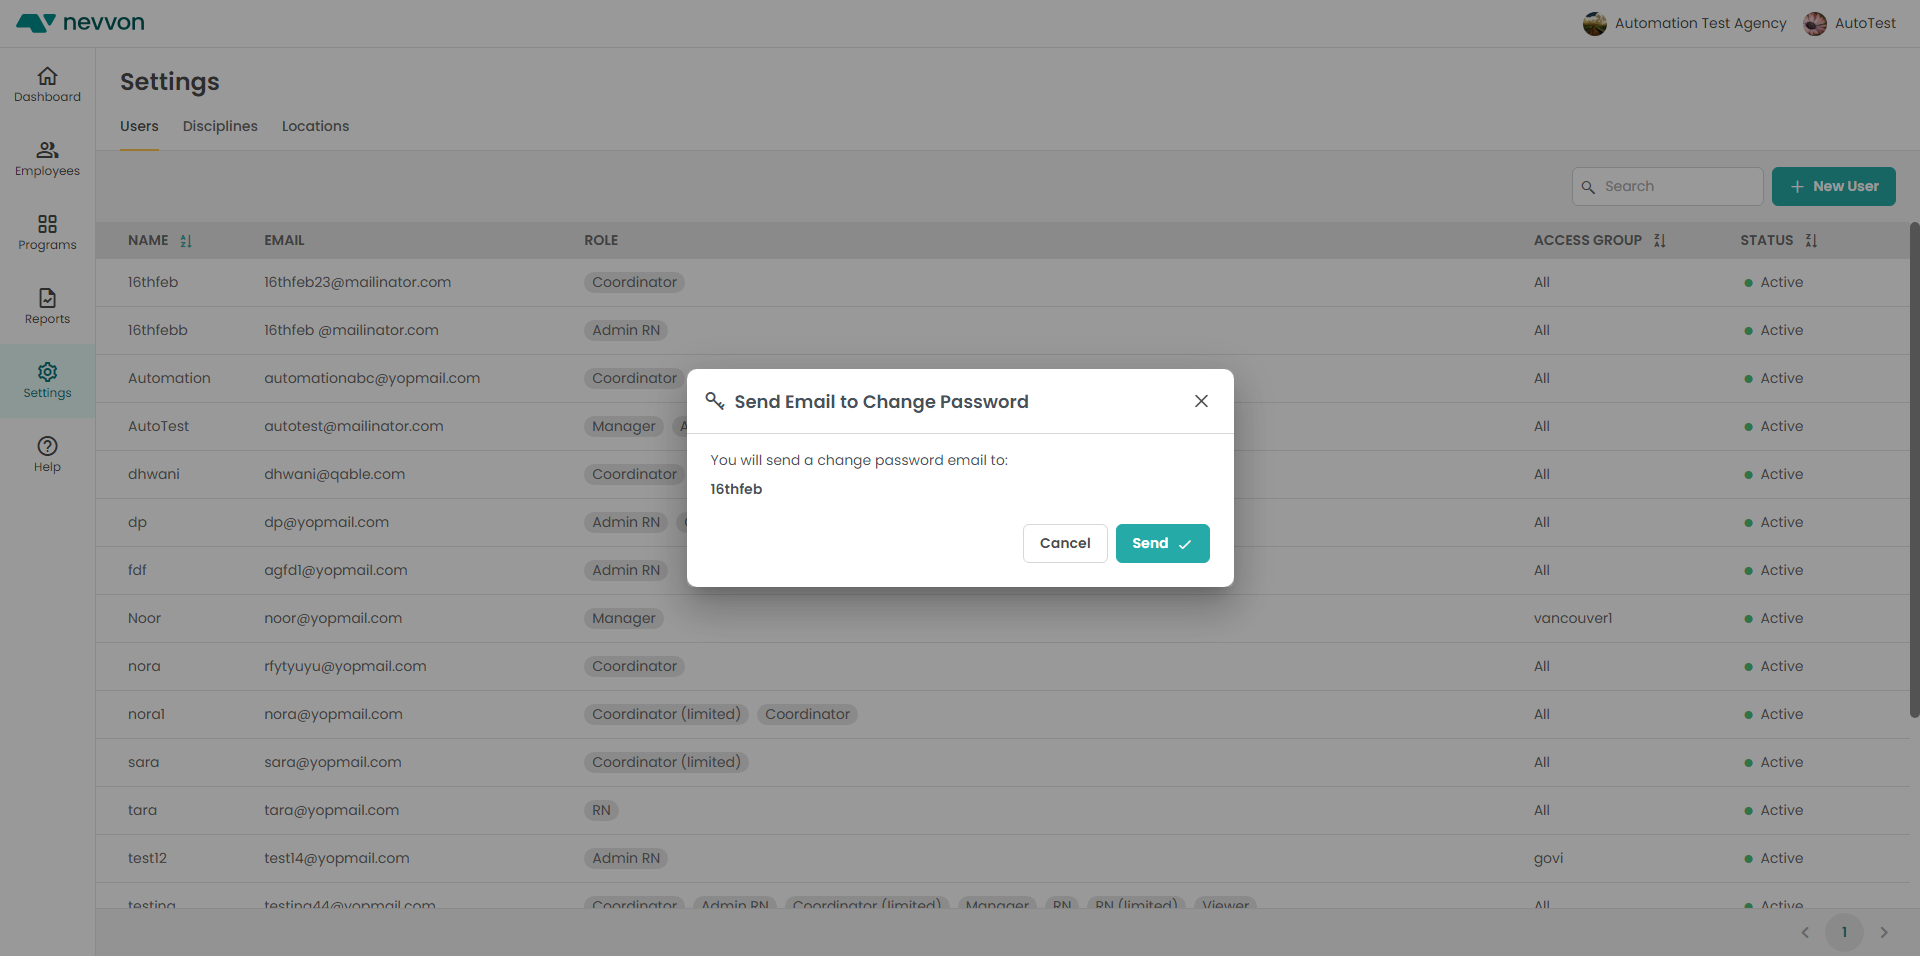 nevvon
Automation Test Agency AutoTest
Dashboard
Employees
Programs
Reports
Settings
Help
Settings
Users Disciplines Locations
Search + New User
NAME EMAIL ROLE ACCESS GROUP STATUS
16thfeb 16thfeb23@mailinator.com Coordinator All Active
16thfebb 16thfeb @mailinator.com Admin RN All Active
Automation automationabc@yopmail.com Coordinator All Active
AutoTest autotest@mailinator.com Manager All Active
dhwani dhwani@qable.com Coordinator All Active
dp dp@yopmail.com Admin RN All Active
fdf agfd1@yopmail.com Admin RN All Active
Noor noor@yopmail.com Manager vancouver1 Active
nora rfytyuyu@yopmail.com Coordinator All Active
nora1 nora@yopmail.com Coordinator (limited) Coordinator All Active
sara sara@yopmail.com Coordinator (limited) All Active
tara tara@yopmail.com RN All Active
test12 test14@yopmail.com Admin RN govi Active
testing testing44@yopmail.com Coordinator Admin RN Coordinator (limited) Manager RN RN (limited) Viewer All Active
1
Send Email to Change Password
You will send a change password email to:
16thfeb
Cancel Send